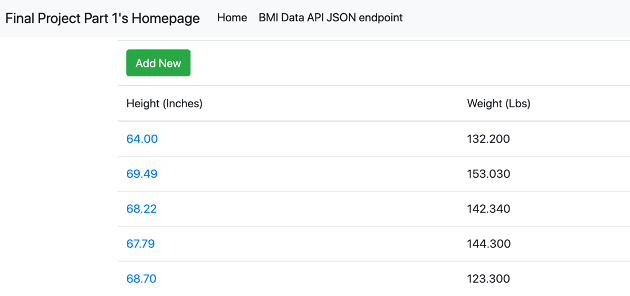 Final Project Part 1's Homepage Home BMI Data API JSON endpoint
Add New
Height (Inches) Weight (Lbs)
64.00 132.200
69.49 153.030
68.22 142.340
67.79 144.300
68.70 123.300